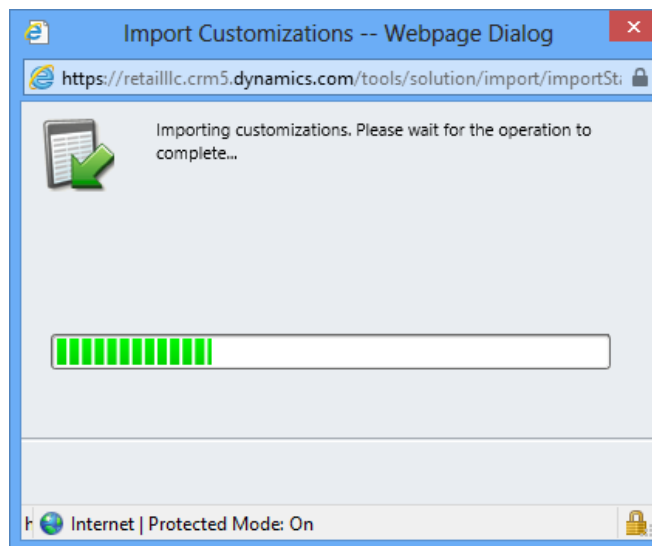 Import Customizations -- Webpage Dialog
https://retailllc.crm5.dynamics.com/tools/solution/import/importSt
Importing customizations. Please wait for the operation to
complete...
Internet | Protected Mode: On